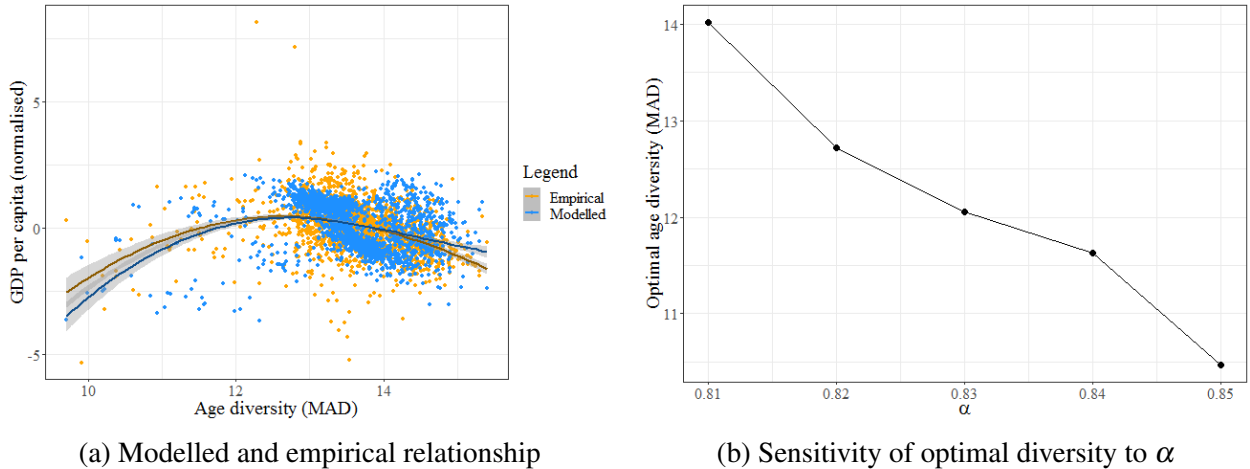 GDP per capita (normalised)
5
0
-5
10
12
14
Age diversity (MAD)
Legend
Empirical
Modelled
(a) Modelled and empirical relationship
Optimal age diversity (MAD)
14
13
12
11
0.81
0.82
0.83
0.84
0.85
α
(b) Sensitivity of optimal diversity to α